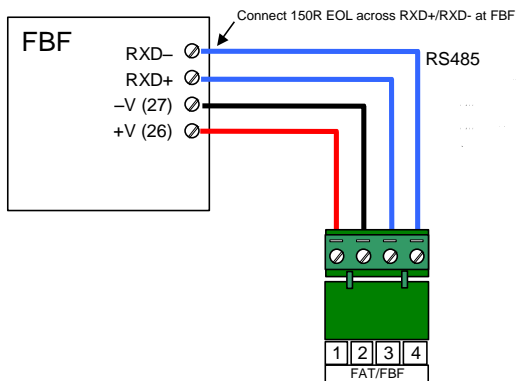 Connect 150R EOL across RXD+/RXD- at FBF
FBF
RXD–
RS485
RXD+
–V (27)
+V (26)
1 2 3 4
FAT/FBF